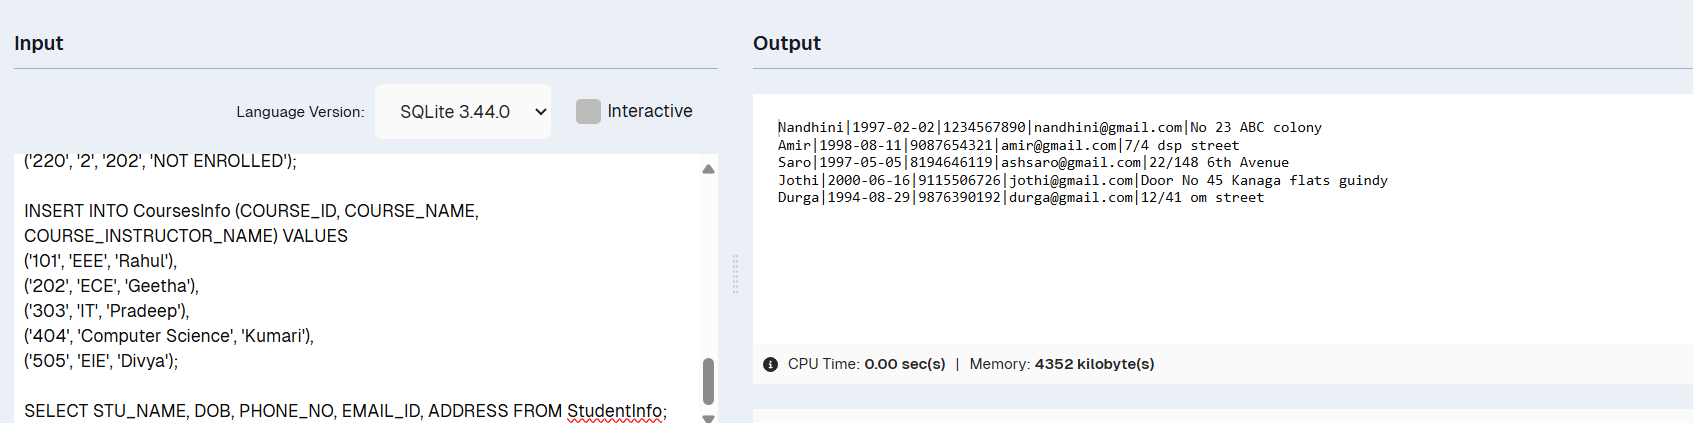 Input
Language Version:
SQLite 3.44.0
Interactive
('220', '2', '202', 'NOT ENROLLED');
INSERT INTO CoursesInfo (COURSE_ID, COURSE_NAME,
COURSE_INSTRUCTOR_NAME) VALUES
('101', 'EEE', 'Rahul'),
('202', 'ECE', 'Geetha'),
('303', 'IT', 'Pradeep'),
('404', 'Computer Science', 'Kumari'),
('505', 'EIE', 'Divya');
SELECT STU_NAME, DOB, PHONE_NO, EMAIL_ID, ADDRESS FROM StudentInfo;
Output
Nandhini|1997-02-02|1234567890|nandhini@gmail.com|No 23 ABC colony
Amir|1998-08-11|9087654321|amir@gmail.com|7/4 dsp street
Saro|1997-05-05|8194646119|ashsaro@gmail.com|22/148 6th Avenue
Jothi|2000-06-16|9115506726|jothi@gmail.com|Door No 45 Kanaga flats guindy
Durga|1994-08-29|9876390192|durga@gmail.com|12/41 om street
CPU Time: 0.00 sec(s) | Memory: 4352 kilobyte(s)